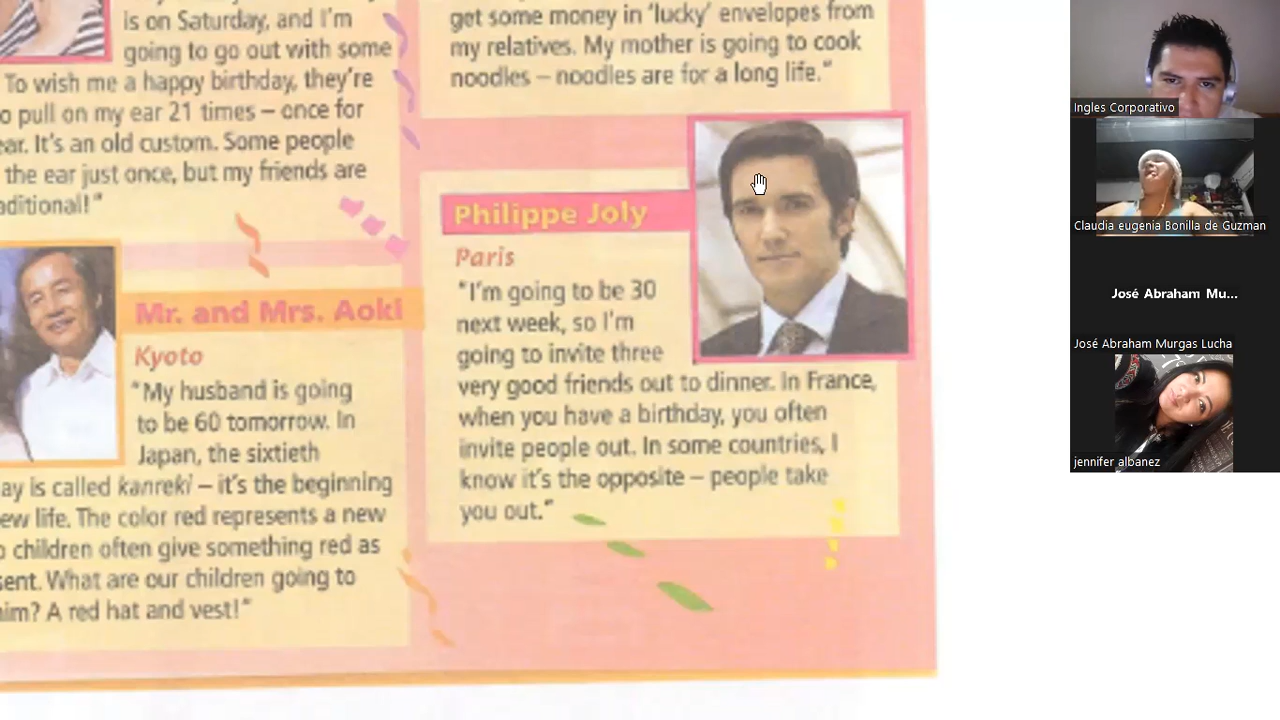 is on Saturday, and I'm
going to go out with some
To wish me a happy birthday, they're
o pull on my ear 21 times – once for
ear. It's an old custom. Some people
the ear just once, but my friends are
aditional!"
Mr. and Mrs. Aoki
Kyoto
"My husband is going
to be 60 tomorrow. In
Japan, the sixtieth
ay is called kanreki – it's the beginning
ew life. The color red represents a new
o children often give something red as
sent. What are our children going to
him? A red hat and vest!"
get some money in 'lucky' envelopes from
my relatives. My mother is going to cook
noodles – noodles are for a long life."
Philippe Joly
Paris
"I'm going to be 30
next week, so I'm
going to invite three
very good friends out to dinner. In France,
when you have a birthday, you often
invite people out. In some countries, I
know it's the opposite – people take
you out."
Ingles Corporativo
Claudia eugenia Bonilla de Guzman
José Abraham Mu...
José Abraham Murgas Lucha
jennifer albanez